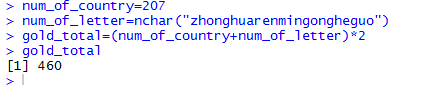 > num_of_country=207
> num_of_letter=nchar("zhonghuarenmingongheguo")
> gold_total=(num_of_country+num_of_letter)*2
> gold_total
[1] 460
>